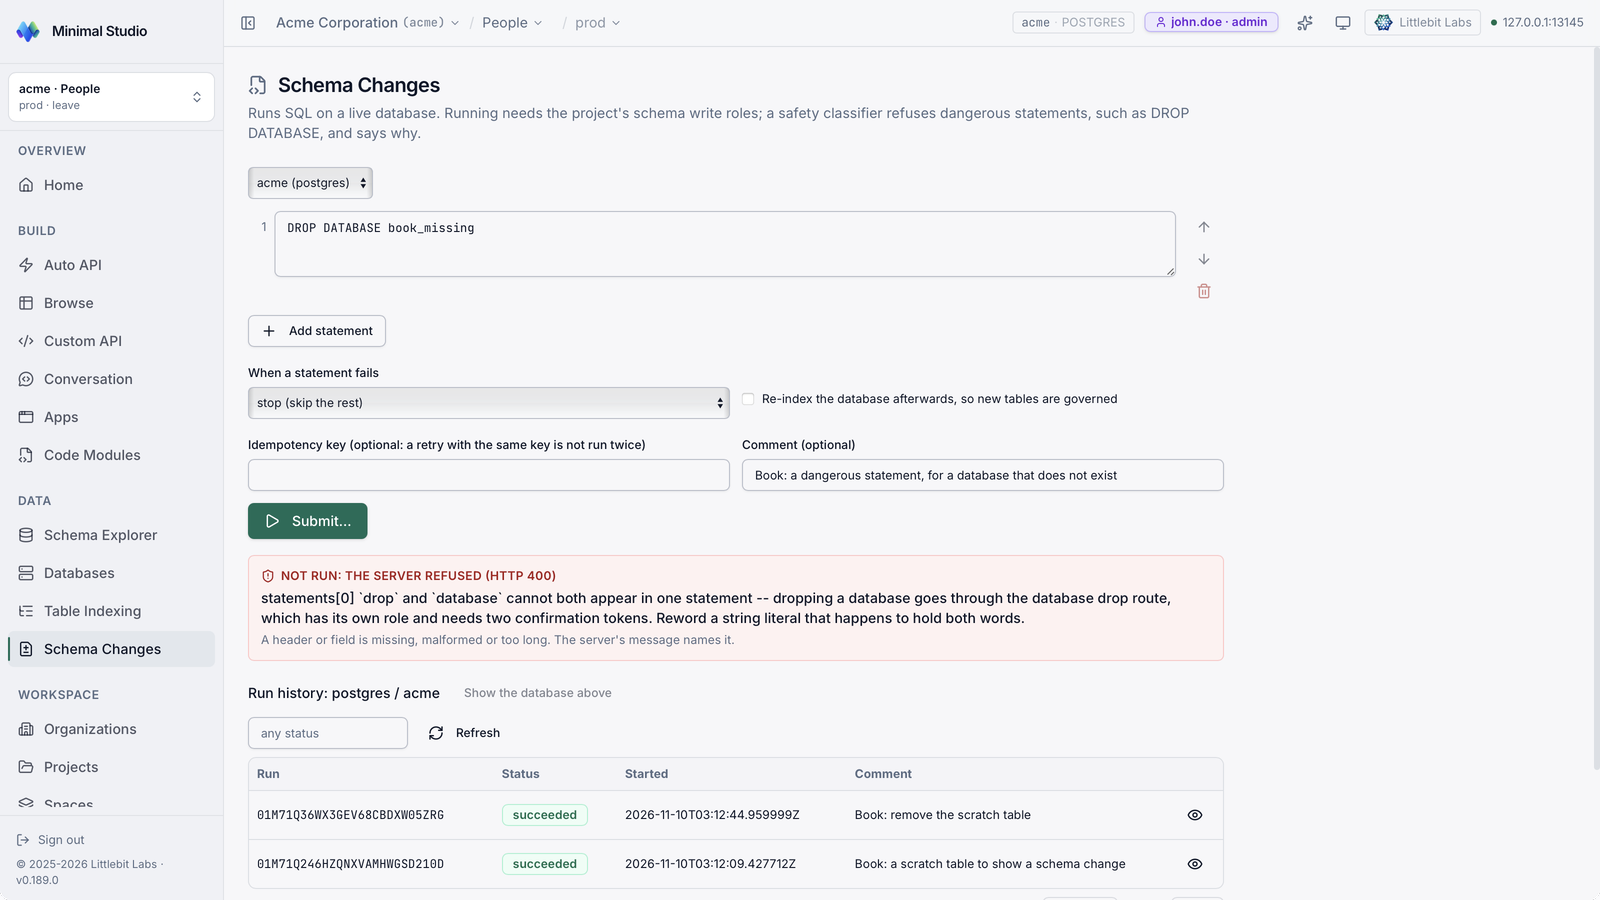 Minimal Studio
acme · People
prod · leave
OVERVIEW
Home
BUILD
Auto API
Browse
Custom API
Conversation
Apps
Code Modules
DATA
Schema Explorer
Databases
Table Indexing
Schema Changes
WORKSPACE
Organizations
Projects
Spaces
Sign out
© 2025-2026 Littlebit Labs ·
v0.189.0
Acme Corporation (acme) / People / prod
acme · POSTGRES
john.doe · admin
Littlebit Labs
127.0.0.1:13145
Schema Changes
Runs SQL on a live database. Running needs the project's schema write roles; a safety classifier refuses dangerous statements, such as DROP
DATABASE, and says why.
acme (postgres)
1 DROP DATABASE book_missing
Add statement
When a statement fails
stop (skip the rest)
Re-index the database afterwards, so new tables are governed
Idempotency key (optional: a retry with the same key is not run twice)
Comment (optional)
Book: a dangerous statement, for a database that does not exist
Submit...
NOT RUN: THE SERVER REFUSED (HTTP 400)
statements[0] `drop` and `database` cannot both appear in one statement -- dropping a database goes through the database drop route,
which has its own role and needs two confirmation tokens. Reword a string literal that happens to hold both words.
A header or field is missing, malformed or too long. The server's message names it.
Run history: postgres / acme Show the database above
any status Refresh
Run Status Started Comment
01M71Q36WX3GEV68CBDXW05ZRG succeeded 2026-11-10T03:12:44.959999Z Book: remove the scratch table
01M71Q246HZQNXVAMHWGSD210D succeeded 2026-11-10T03:12:09.427712Z Book: a scratch table to show a schema change